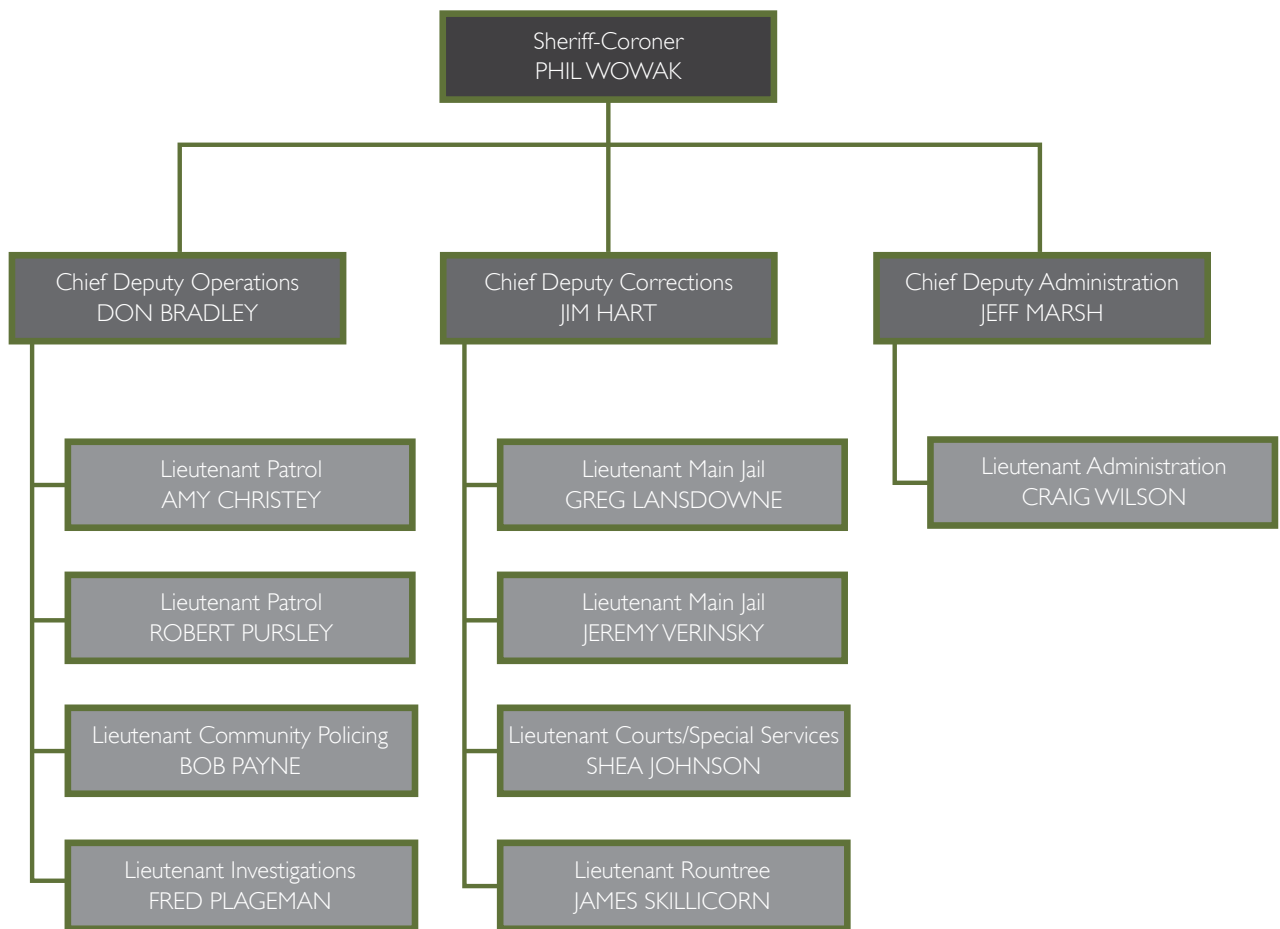 Sheriff-Coroner
PHIL WOWAK
Chief Deputy Operations
DON BRADLEY
Chief Deputy Corrections
JIM HART
Chief Deputy Administration
JEFF MARSH
Lieutenant Patrol
AMY CHRISTEY
Lieutenant Patrol
ROBERT PURSLEY
Lieutenant Community Policing
BOB PAYNE
Lieutenant Investigations
FRED PLAGEMAN
Lieutenant Main Jail
GREG LANSDOWNE
Lieutenant Main Jail
JEREMY VERINSKY
Lieutenant Courts/Special Services
SHEA JOHNSON
Lieutenant Rountree
JAMES SKILLICORN
Lieutenant Administration
CRAIG WILSON